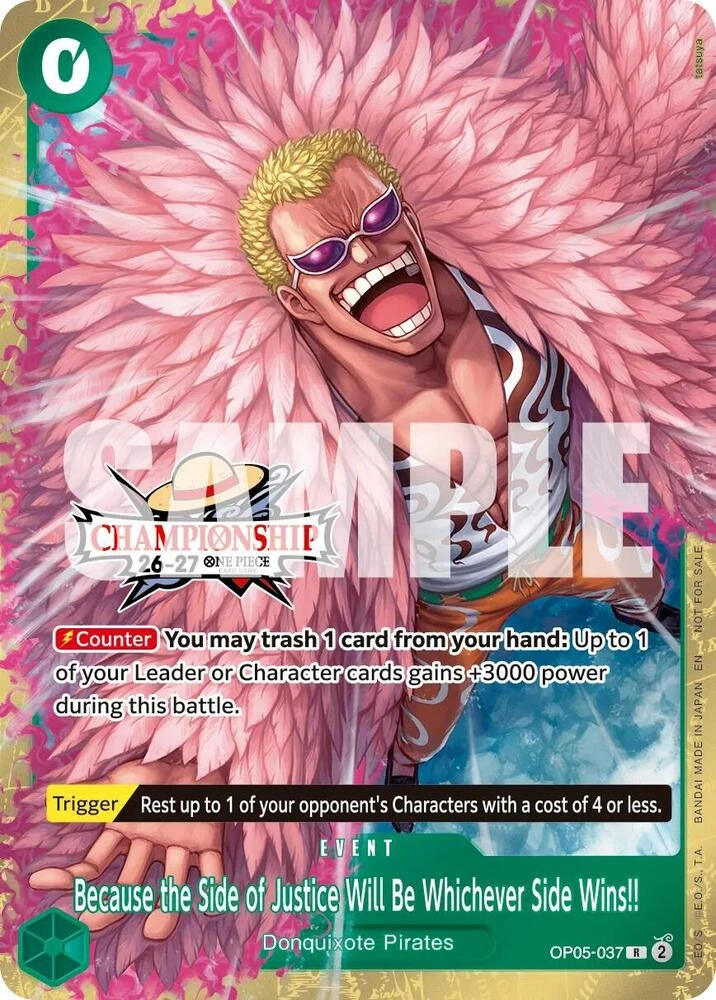 0
tatsuya
SAMPLE
CHAMPIONSHIP
26-27 ONE PIECE
CARD GAME
Counter You may trash 1 card from your hand: Up to 1
of your Leader or Character cards gains +3000 power
during this battle.
Trigger Rest up to 1 of your opponent's Characters with a cost of 4 or less.
EVENT
Because the Side of Justice Will Be Whichever Side Wins!!
Donquixote Pirates
OP05-037 R 2
©E.O./S., T.A. BANDAI MADE IN JAPAN EN NOT FOR SALE